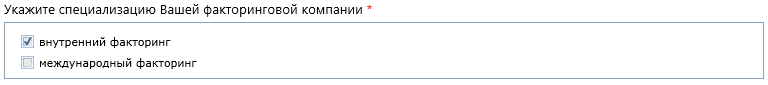 Укажите специализацию Вашей факторинговой компании *
внутренний факторинг
международный факторинг